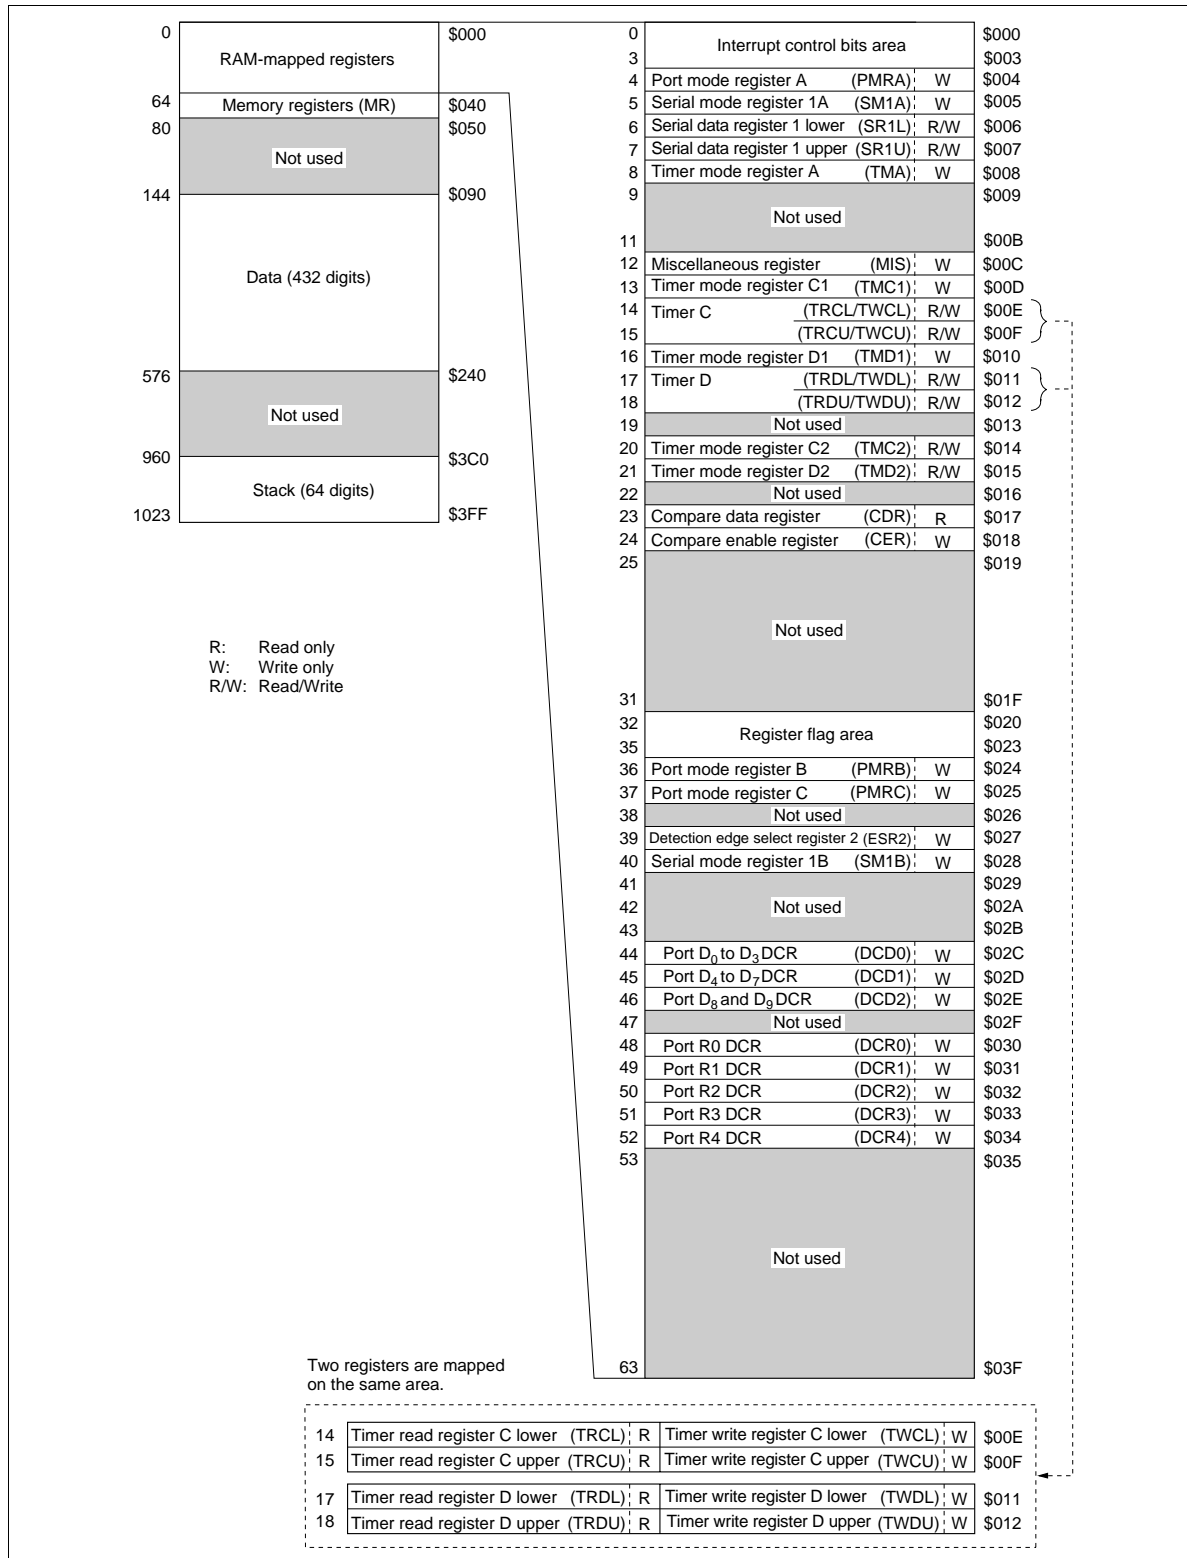 0 $000
RAM-mapped registers
64 Memory registers (MR) $040
80 $050
Not used
144 $090
Data (432 digits)
576 $240
Not used
960 $3C0
Stack (64 digits)
1023 $3FF
R: Read only
W: Write only
R/W: Read/Write
0 $000
Interrupt control bits area
3 $003
4 Port mode register A (PMRA) W $004
5 Serial mode register 1A (SM1A) W $005
6 Serial data register 1 lower (SR1L) R/W $006
7 Serial data register 1 upper (SR1U) R/W $007
8 Timer mode register A (TMA) W $008
9 $009
Not used
11 $00B
12 Miscellaneous register (MIS) W $00C
13 Timer mode register C1 (TMC1) W $00D
14 Timer C (TRCL/TWCL) R/W $00E
15 (TRCU/TWCU) R/W $00F
16 Timer mode register D1 (TMD1) W $010
17 Timer D (TRDL/TWDL) R/W $011
18 (TRDU/TWDU) R/W $012
19 Not used $013
20 Timer mode register C2 (TMC2) R/W $014
21 Timer mode register D2 (TMD2) R/W $015
22 Not used $016
23 Compare data register (CDR) R $017
24 Compare enable register (CER) W $018
25 $019
Not used
31 $01F
32 $020
Register flag area
35 $023
36 Port mode register B (PMRB) W $024
37 Port mode register C (PMRC) W $025
38 Not used $026
39 Detection edge select register 2 (ESR2) W $027
40 Serial mode register 1B (SM1B) W $028
41 $029
42 Not used $02A
43 $02B
44 Port D0 to D3 DCR (DCD0) W $02C
45 Port D4 to D7 DCR (DCD1) W $02D
46 Port D8 and D9 DCR (DCD2) W $02E
47 Not used $02F
48 Port R0 DCR (DCR0) W $030
49 Port R1 DCR (DCR1) W $031
50 Port R2 DCR (DCR2) W $032
51 Port R3 DCR (DCR3) W $033
52 Port R4 DCR (DCR4) W $034
53 $035
Not used
63 $03F
Two registers are mapped
on the same area.
14 Timer read register C lower (TRCL) R Timer write register C lower (TWCL) W $00E
15 Timer read register C upper (TRCU) R Timer write register C upper (TWCU) W $00F
17 Timer read register D lower (TRDL) R Timer write register D lower (TWDL) W $011
18 Timer read register D upper (TRDU) R Timer write register D upper (TWDU) W $012